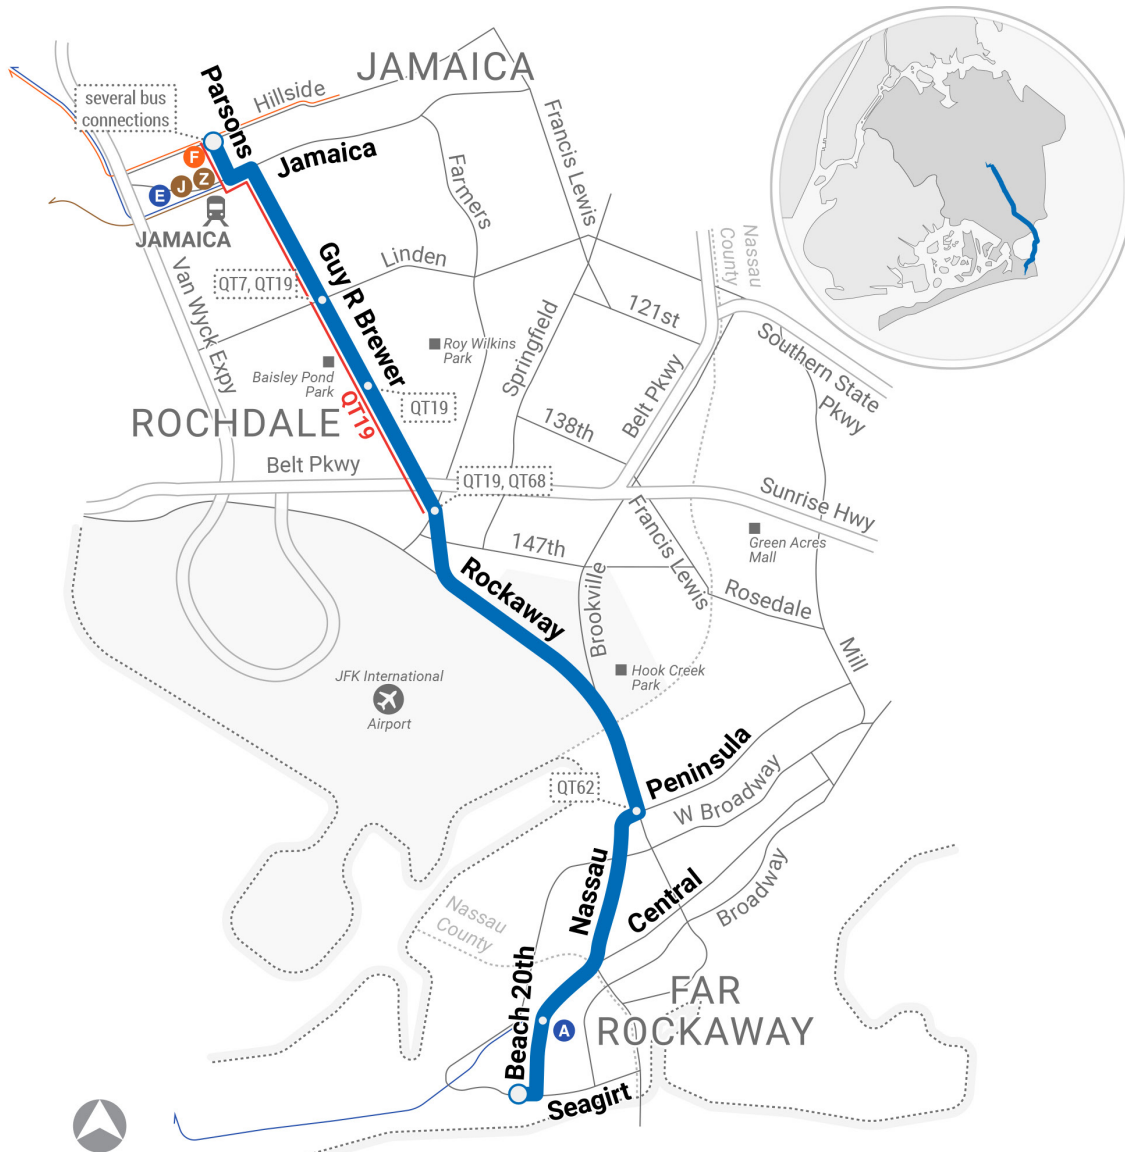 JAMAICA
several bus
connections
Parsons
Hillside
Jamaica
Francis Lewis
Farmers
F
E
J
Z
JAMAICA
Van Wyck Expy
QT7, QT19
Guy R Brewer
Linden
Nassau
County
121st
Springfield
Roy Wilkins
Park
Baisley Pond
Park
QT19
QT19
ROCHDALE
Belt Pkwy
138th
Southern State
Pkwy
Belt Pkwy
QT19, QT68
Sunrise Hwy
Green Acres
Mall
147th
Francis Lewis
Rockaway
Brookville
Rosedale
Mill
Hook Creek
Park
JFK International
Airport
QT62
Peninsula
W Broadway
Nassau
Central
Broadway
Nassau
County
Beach 20th
FAR
ROCKAWAY
A
Seagirt